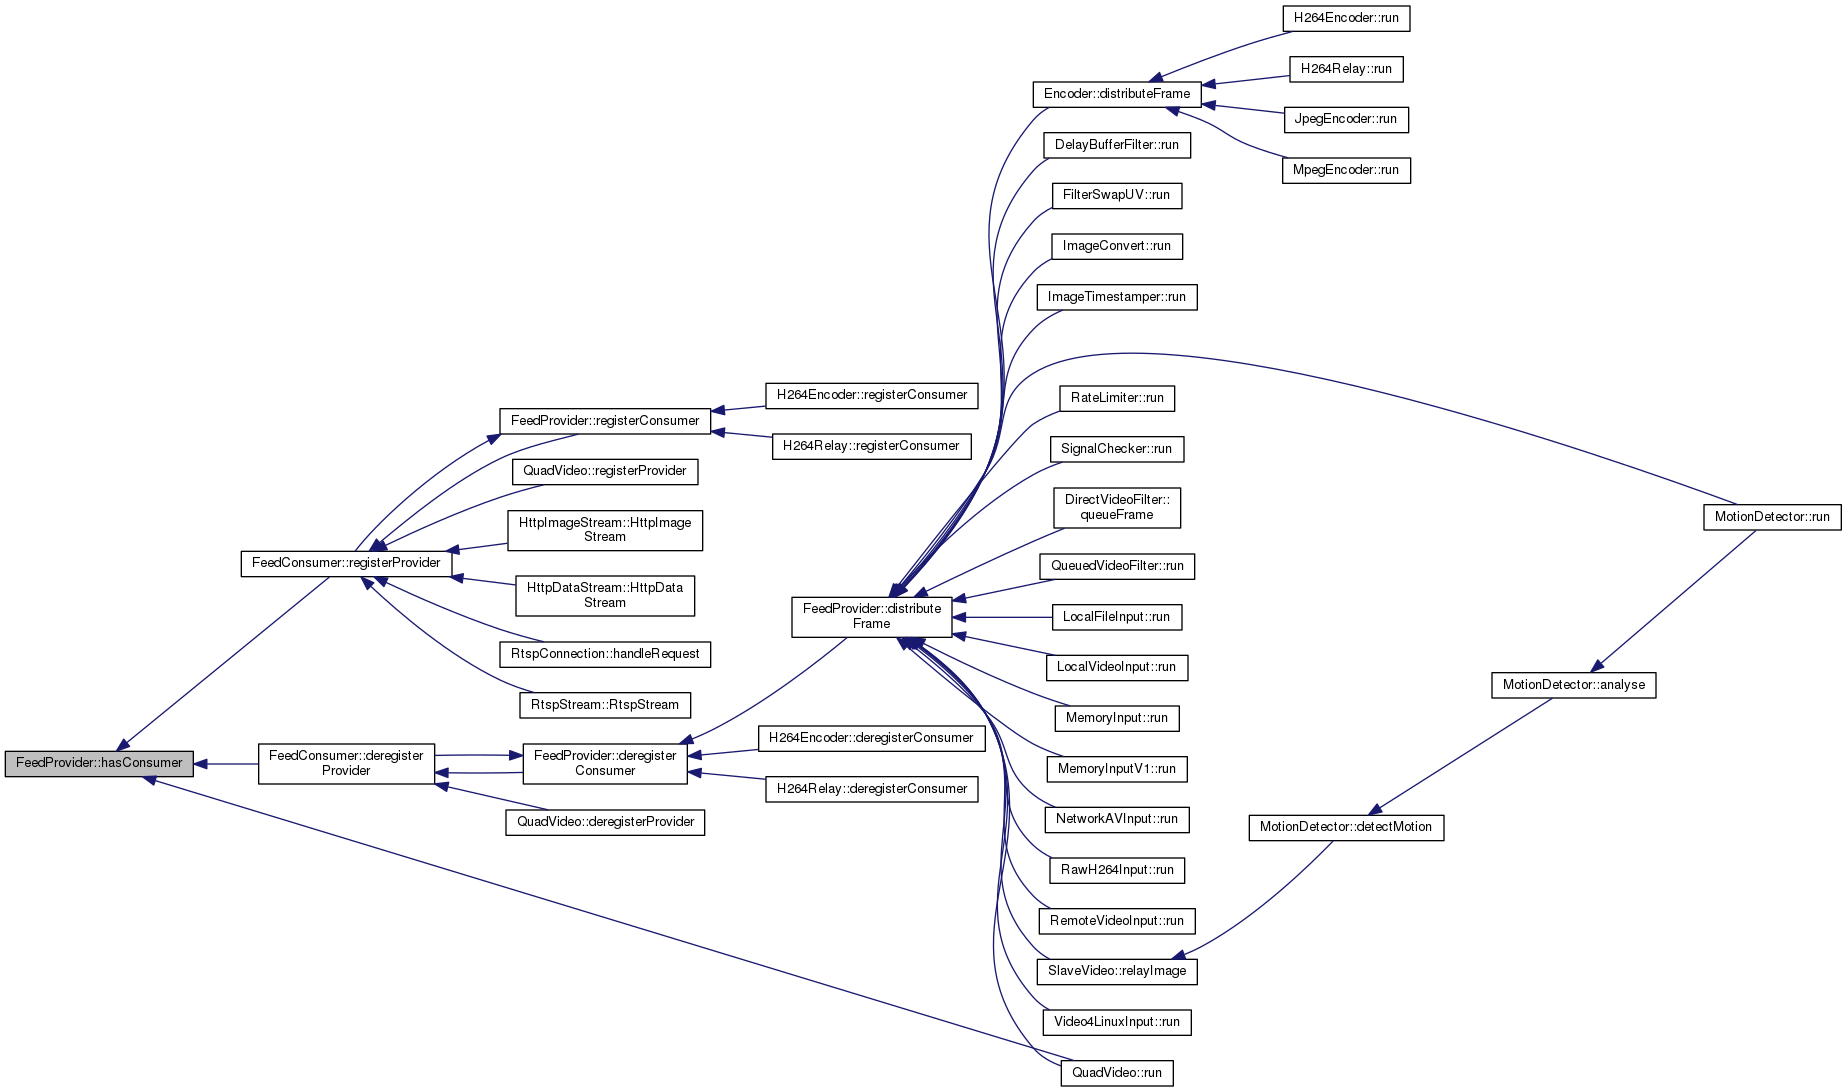 H264Encoder::run
H264Relay::run
Encoder::distributeFrame
JpegEncoder::run
DelayBufferFilter::run
MpegEncoder::run
FilterSwapUV::run
ImageConvert::run
ImageTimestamper::run
H264Encoder::registerConsumer
RateLimiter::run
FeedProvider::registerConsumer
H264Relay::registerConsumer
SignalChecker::run
QuadVideo::registerProvider
DirectVideoFilter::
queueFrame
MotionDetector::run
HttpImageStream::HttpImage
Stream
FeedConsumer::registerProvider
QueuedVideoFilter::run
HttpDataStream::HttpData
Stream
FeedProvider::distribute
Frame
LocalFileInput::run
RtspConnection::handleRequest
LocalVideoInput::run
MotionDetector::analyse
RtspStream::RtspStream
MemoryInput::run
H264Encoder::deregisterConsumer
FeedProvider::hasConsumer
FeedConsumer::deregister
Provider
FeedProvider::deregister
Consumer
MemoryInputV1::run
H264Relay::deregisterConsumer
QuadVideo::deregisterProvider
NetworkAVInput::run
MotionDetector::detectMotion
RawH264Input::run
RemoteVideoInput::run
SlaveVideo::relayImage
Video4LinuxInput::run
QuadVideo::run